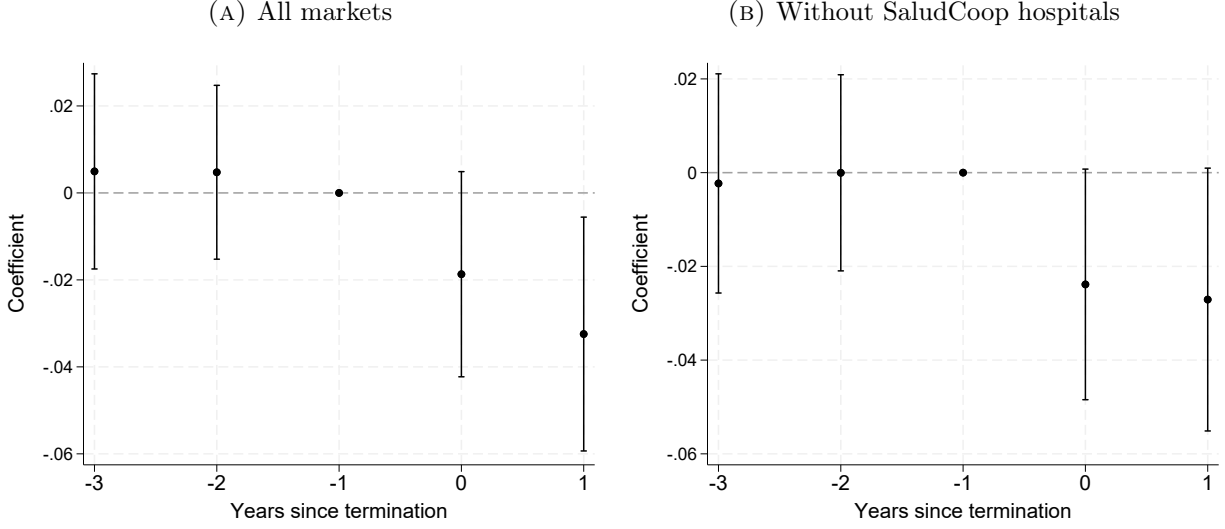 (A) All markets
.02
0
-.02
-.04
-.06
Coefficient
-3 -2 -1 0 1
Years since termination
(B) Without SaludCoop hospitals
.02
0
-.02
-.04
-.06
Coefficient
-3 -2 -1 0 1
Years since termination